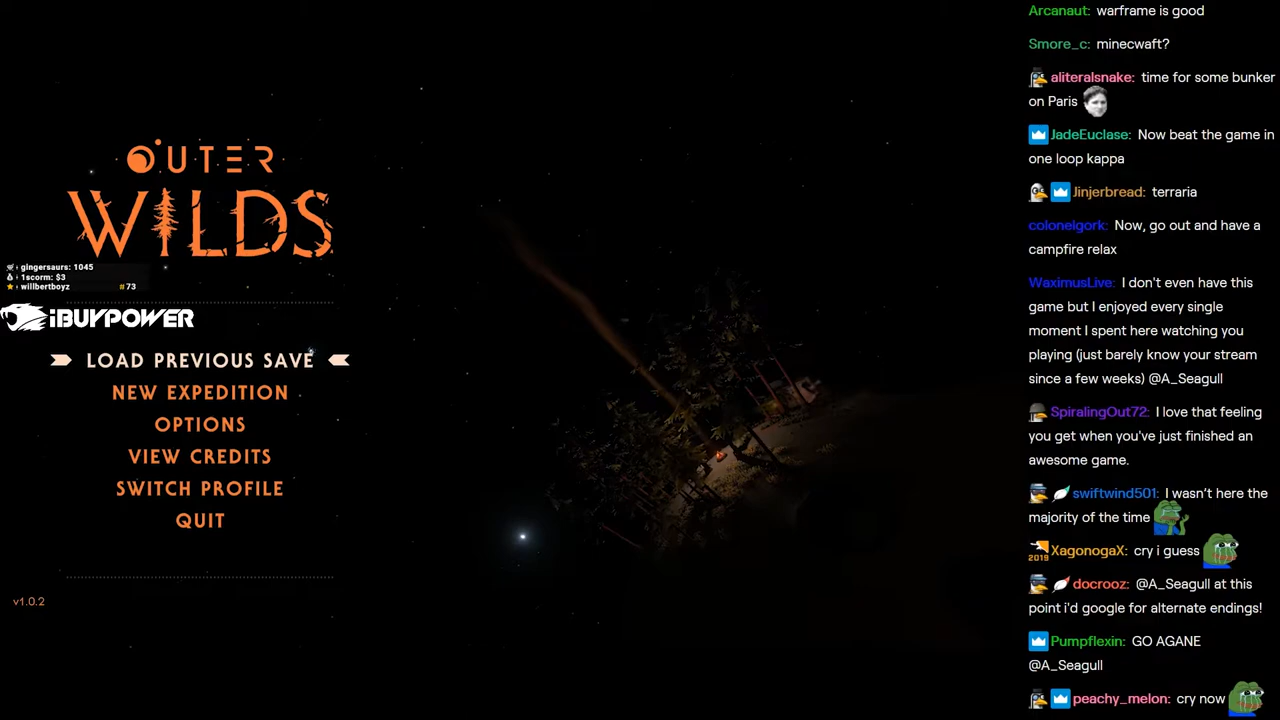 OUTER
WILDS
gingersaurs: 1045
1scorm: $3
willbertboyz #73
iBUYPOWER
LOAD PREVIOUS SAVE
NEW EXPEDITION
OPTIONS
VIEW CREDITS
SWITCH PROFILE
QUIT
v1.0.2
Arcanaut: warframe is good
Smore_c: minecwaft?
aliteralsnake: time for some bunker
on Paris
JadeEuclase: Now beat the game in
one loop kappa
Jinjerbread: terraria
colonelgork: Now, go out and have a
campfire relax
WaximusLive: I don't even have this
game but I enjoyed every single
moment I spent here watching you
playing (just barely know your stream
since a few weeks) @A_Seagull
SpiralingOut72: I love that feeling
you get when you've just finished an
awesome game.
swiftwind501: I wasn't here the
majority of the time
2019 XagonogaX: cry i guess
docrooz: @A_Seagull at this
point i'd google for alternate endings!
Pumpflexin: GO AGANE
@A_Seagull
peachy_melon: cry now